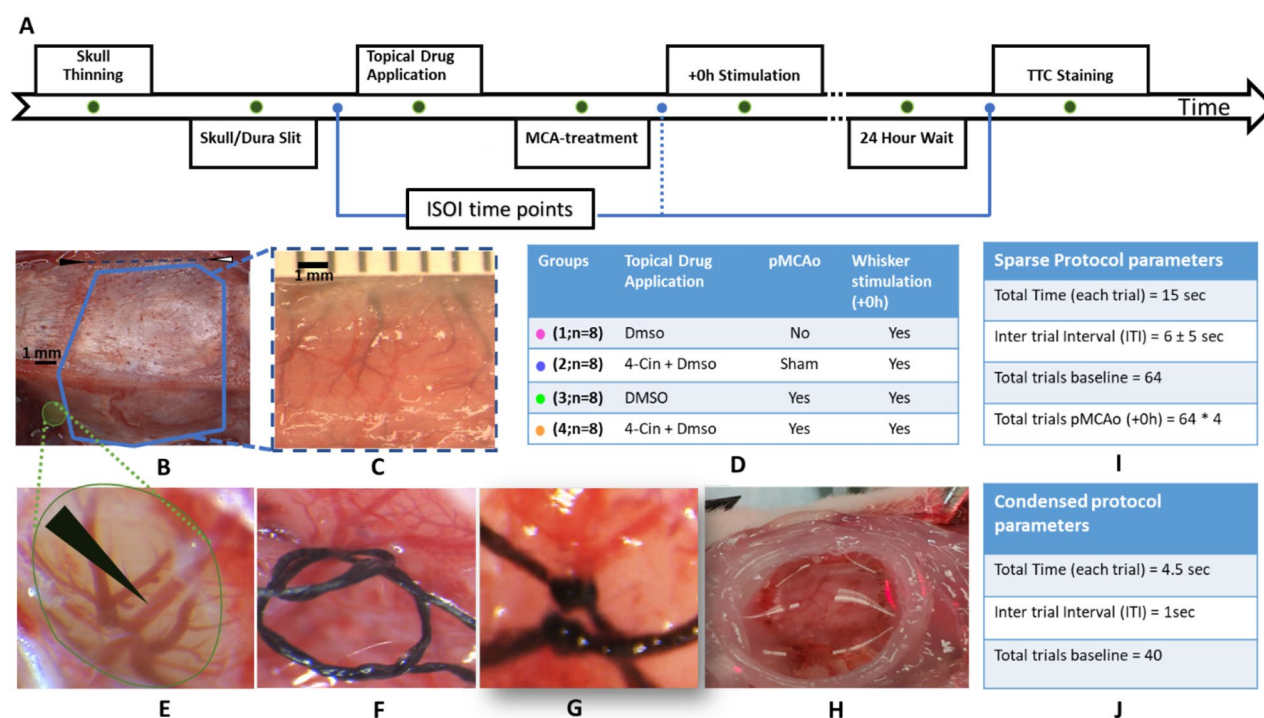 A
Skull
Thinning
Topical Drug
Application
+0h Stimulation
TTC Staining
Time
Skull/Dura Slit
MCA-treatment
24 Hour Wait
ISOI time points
1 mm
B
1 mm
C
Groups
Topical Drug
Application
pMCAo
Whisker
stimulation
(+0h)
(1;n=8) Dmso No Yes
(2;n=8) 4-Cin + Dmso Sham Yes
(3;n=8) DMSO Yes Yes
(4;n=8) 4-Cin + Dmso Yes Yes
D
Sparse Protocol parameters
Total Time (each trial) = 15 sec
Inter trial Interval (ITI) = 6 ± 5 sec
Total trials baseline = 64
Total trials pMCAo (+0h) = 64 * 4
I
E
F
G
H
Condensed protocol
parameters
Total Time (each trial) = 4.5 sec
Inter trial Interval (ITI) = 1sec
Total trials baseline = 40
J